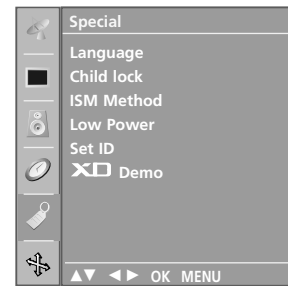 Special
Language
Child lock
ISM Method
Low Power
Set ID
XD Demo
▲▼ ◄► OK MENU